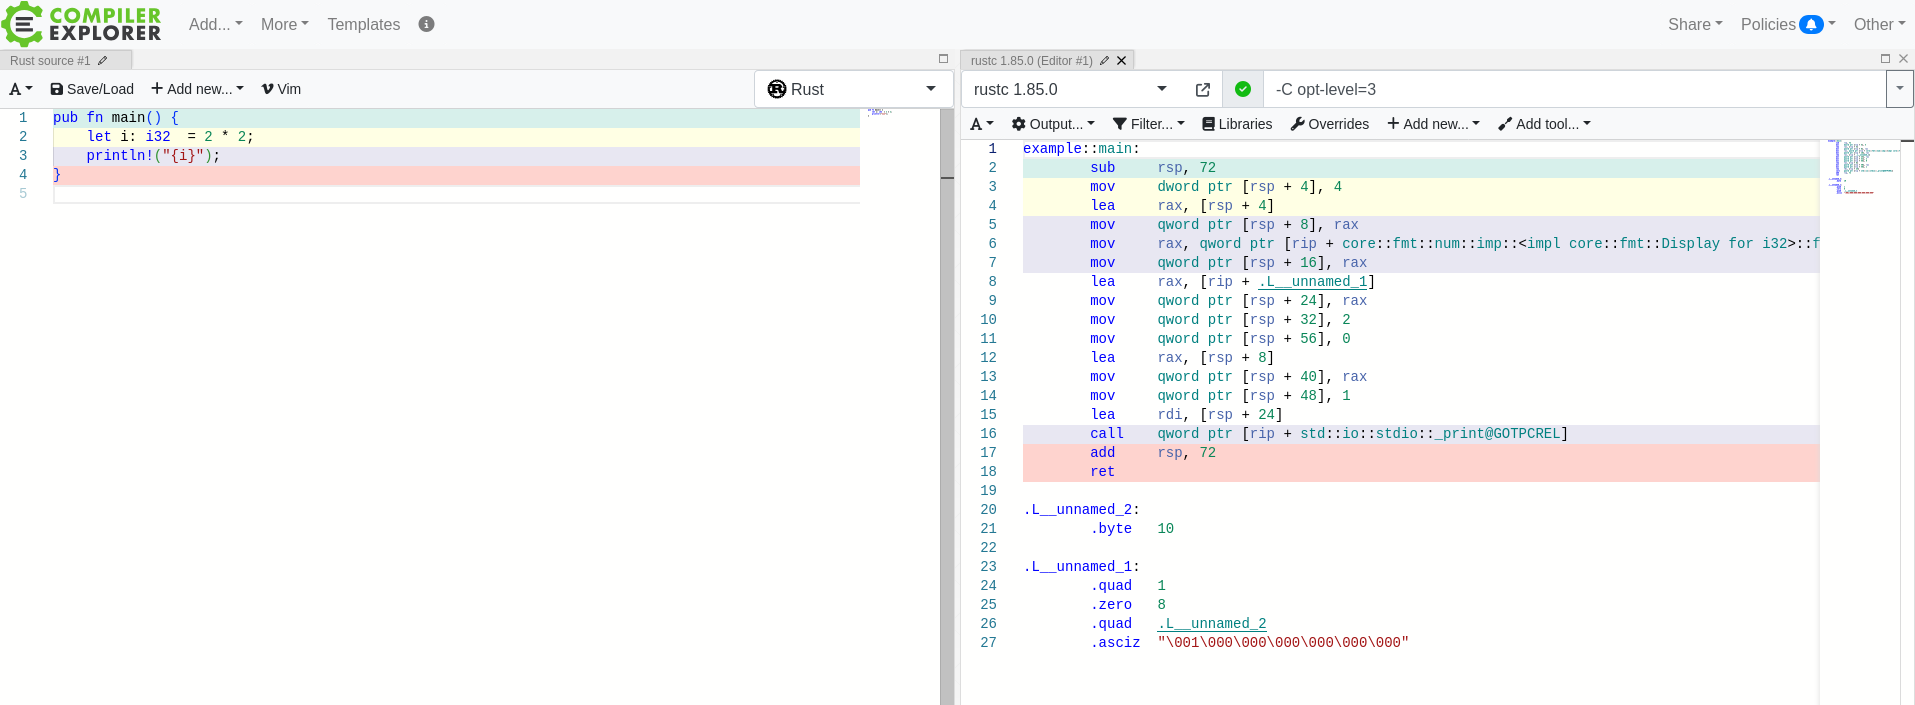 COMPILER EXPLORER Add... More Templates Share Policies Other
Rust source #1
A Save/Load Add new... Vim Rust
1 pub fn main() {
2     let i: i32  = 2 * 2;
3     println!("{i}");
4 }
5
rustc 1.85.0 (Editor #1)
rustc 1.85.0 -C opt-level=3
A Output... Filter... Libraries Overrides Add new... Add tool...
1 example::main:
2         sub     rsp, 72
3         mov     dword ptr [rsp + 4], 4
4         lea     rax, [rsp + 4]
5         mov     qword ptr [rsp + 8], rax
6         mov     rax, qword ptr [rip + core::fmt::num::imp::<impl core::fmt::Display for i32>::f
7         mov     qword ptr [rsp + 16], rax
8         lea     rax, [rip + .L__unnamed_1]
9         mov     qword ptr [rsp + 24], rax
10         mov     qword ptr [rsp + 32], 2
11         mov     qword ptr [rsp + 56], 0
12         lea     rax, [rsp + 8]
13         mov     qword ptr [rsp + 40], rax
14         mov     qword ptr [rsp + 48], 1
15         lea     rdi, [rsp + 24]
16         call    qword ptr [rip + std::io::stdio::_print@GOTPCREL]
17         add     rsp, 72
18         ret
19
20 .L__unnamed_2:
21         .byte   10
22
23 .L__unnamed_1:
24         .quad   1
25         .zero   8
26         .quad   .L__unnamed_2
27         .asciz  "\001\000\000\000\000\000\000"